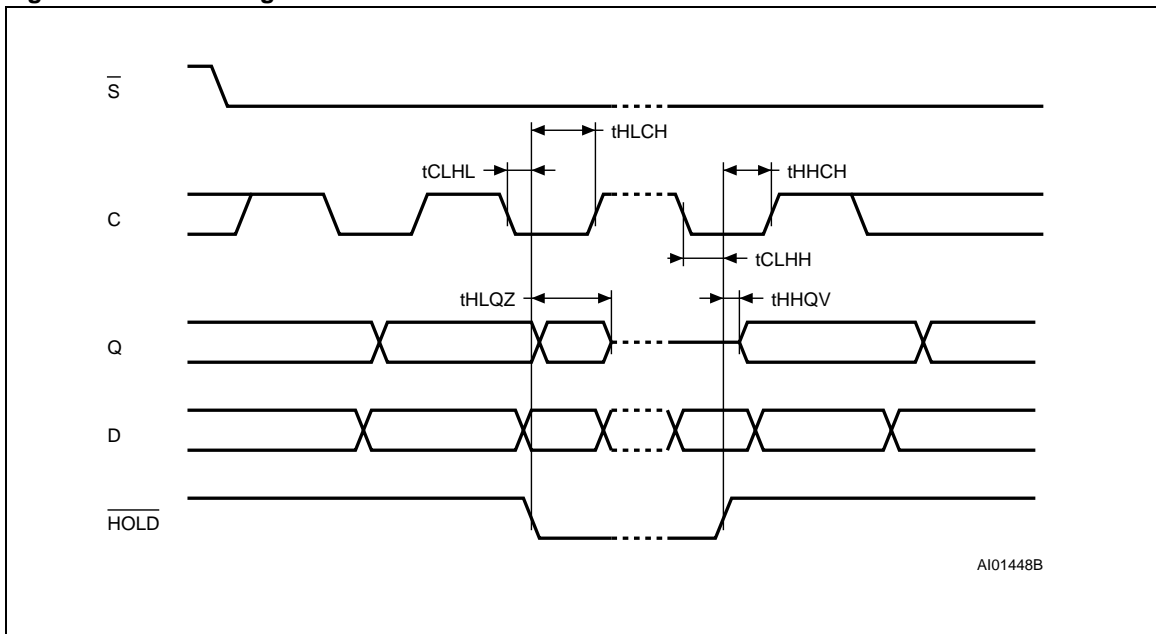 S
tHLCH
tCLHL
tHHCH
C
tCLHH
tHLQZ
tHHQV
Q
D
HOLD
AI01448B